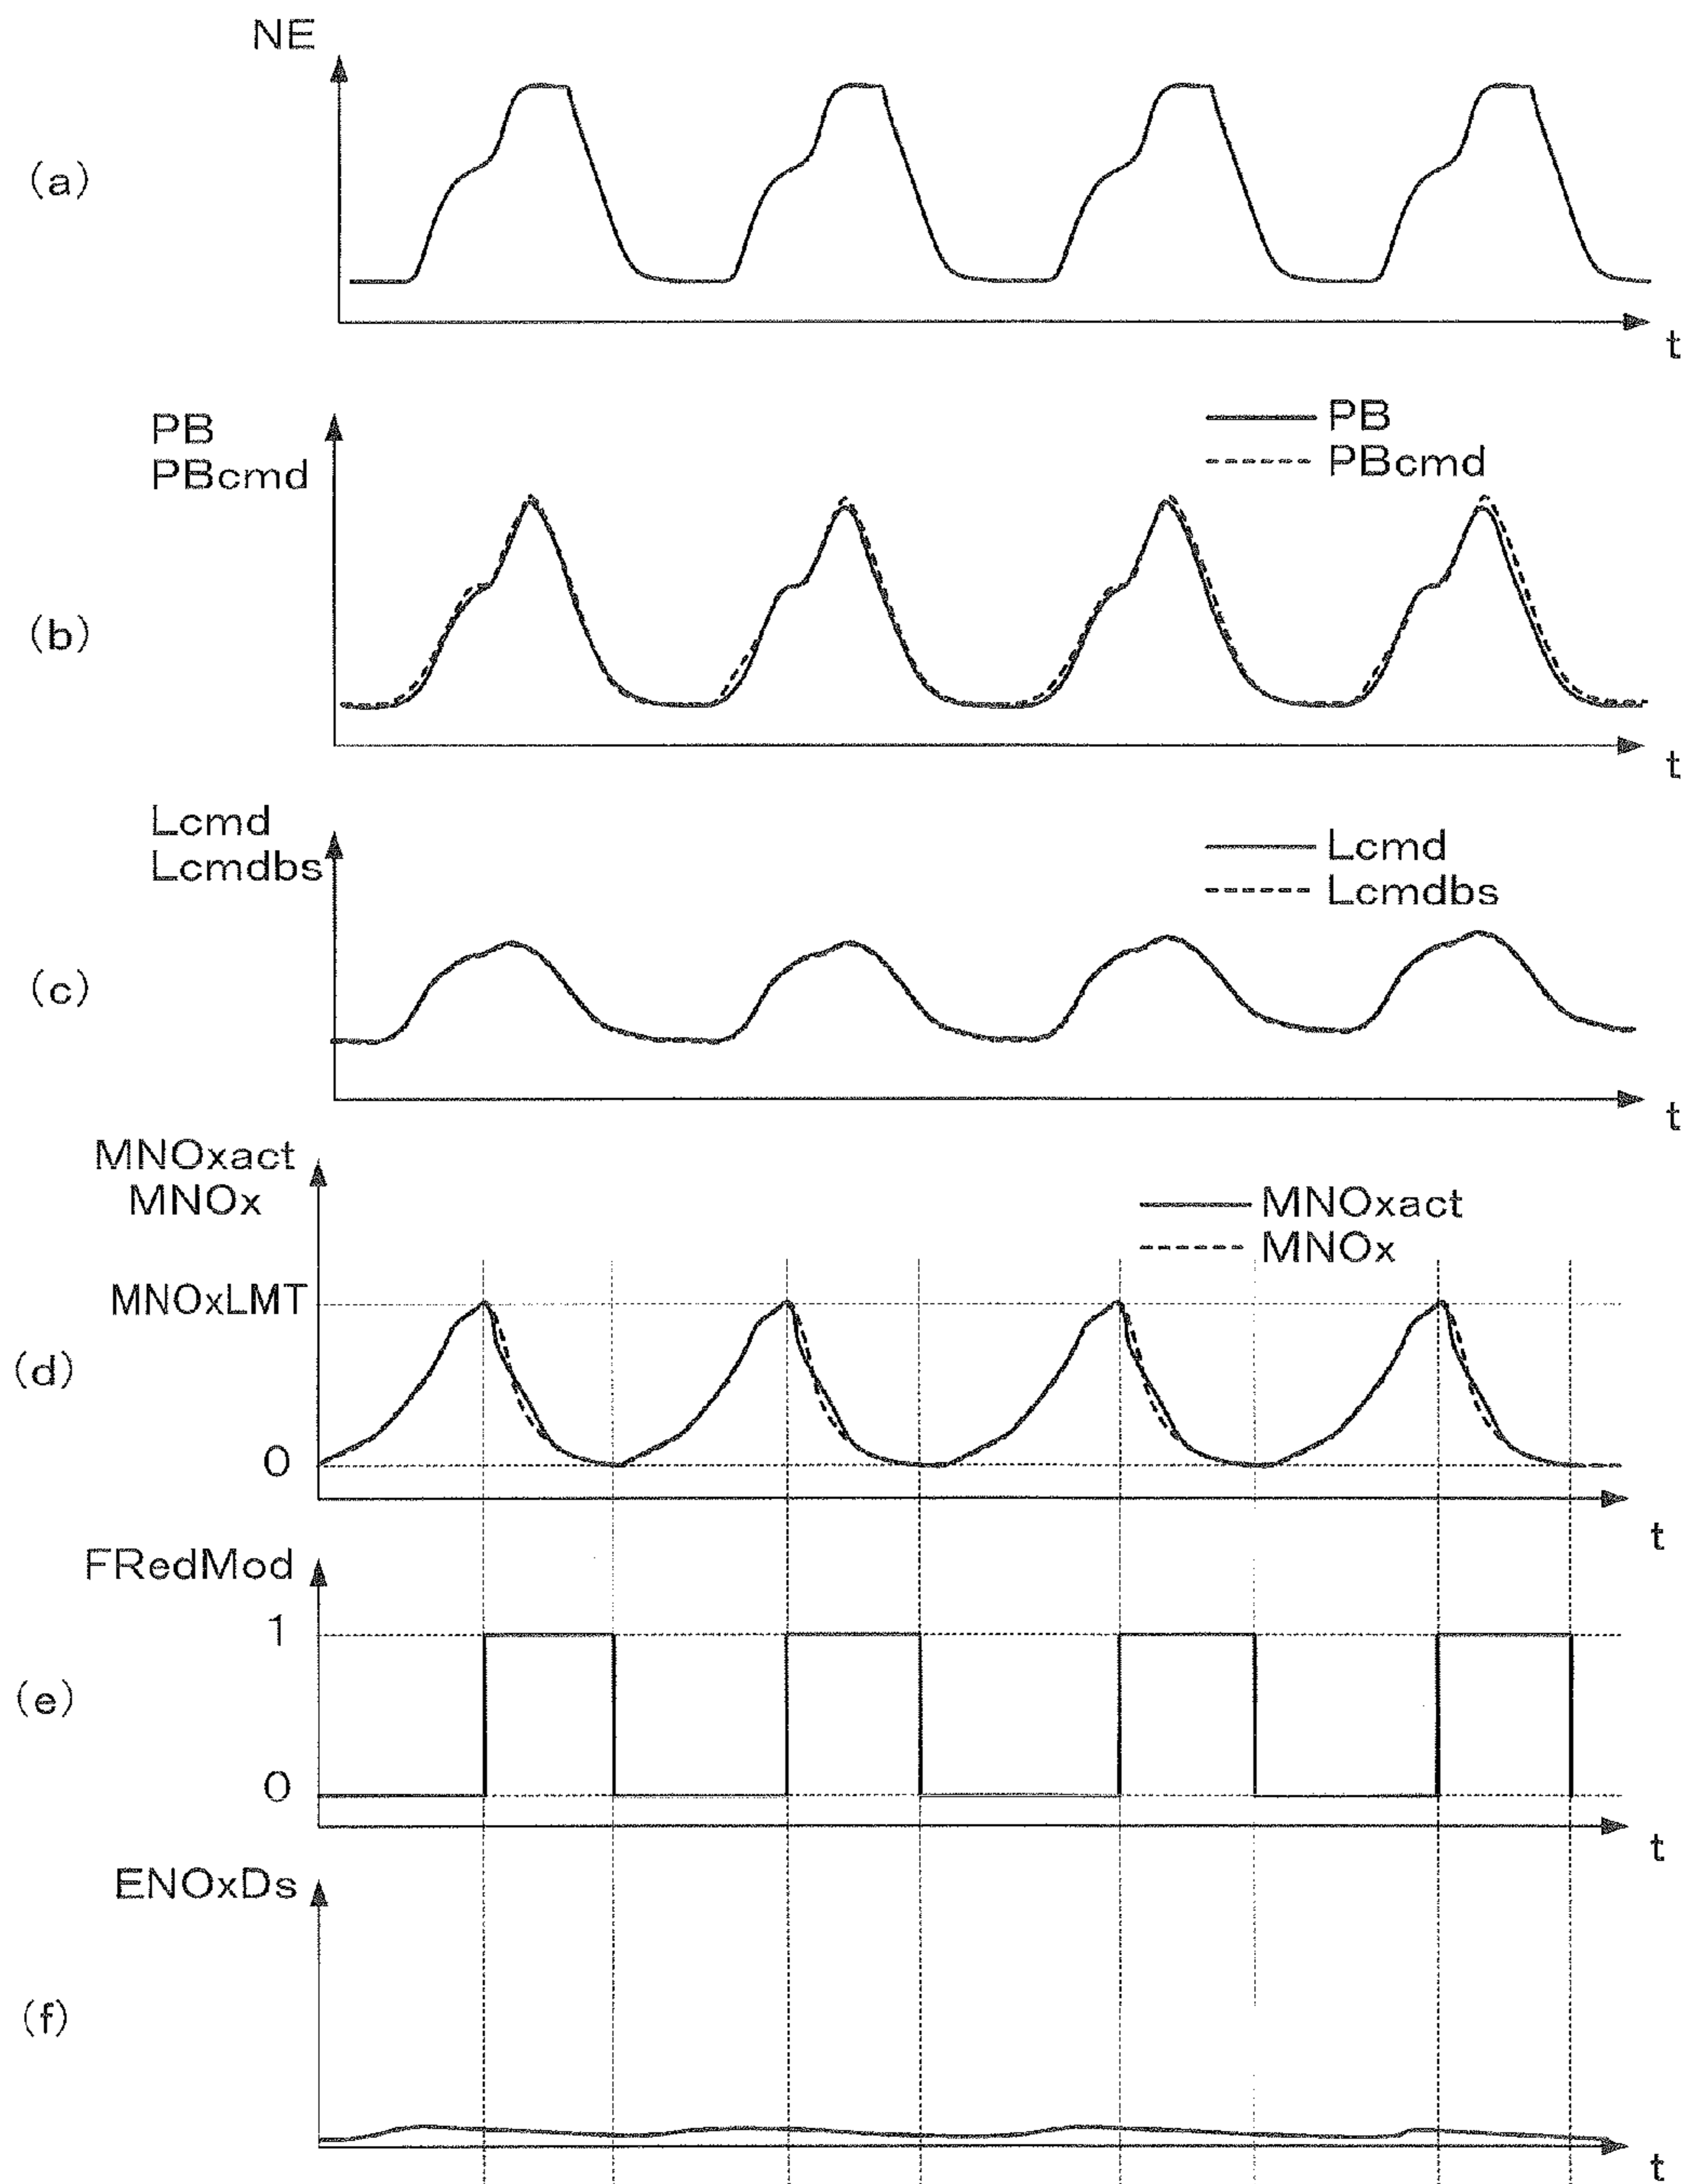 NE
(a)
t
PB
PBcmd
PB
PBcmd
(b)
t
Lcmd
Lcmdbs
Lcmd
Lcmdbs
(c)
t
MNOxact
MNOx
MNOxact
MNOx
MNOxLMT
(d)
0
t
FRedMod
1
(e)
0
t
ENOxDs
(f)
t